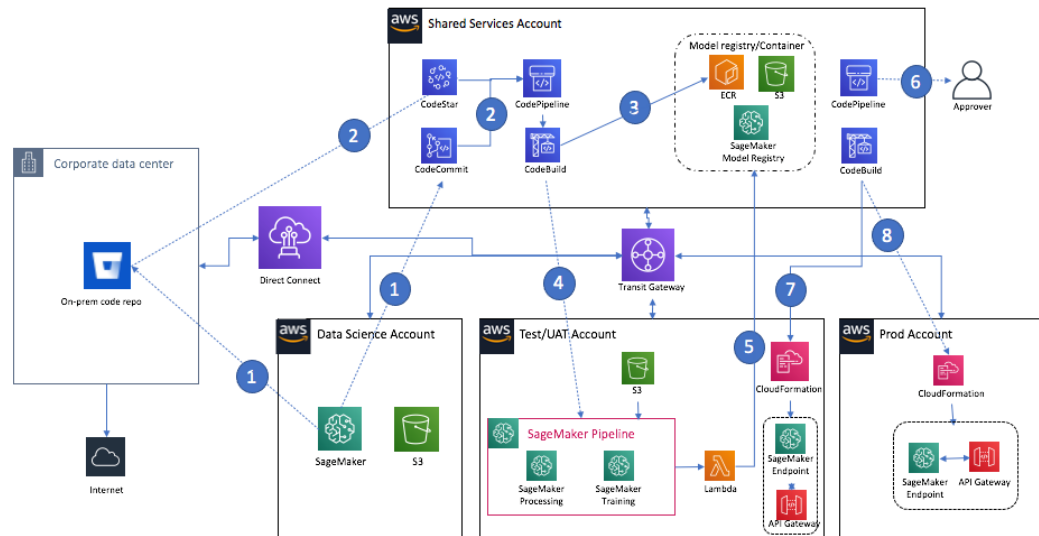 aws
Shared Services Account
Model registry/Container
CodeStar
CodePipeline
ECR
S3
CodePipeline
6
Approver
2
3
2
CodeCommit
CodeBuild
SageMaker
Model Registry
CodeBuild
Corporate data center
On-prem code repo
Direct Connect
1
4
Transit Gateway
7
8
aws
Data Science Account
aws
Test/UAT Account
5
aws
Prod Account
1
S3
CloudFormation
CloudFormation
SageMaker
S3
SageMaker Pipeline
SageMaker
Processing
SageMaker
Training
Lambda
SageMaker
Endpoint
API Gateway
SageMaker
Endpoint
API Gateway
Internet